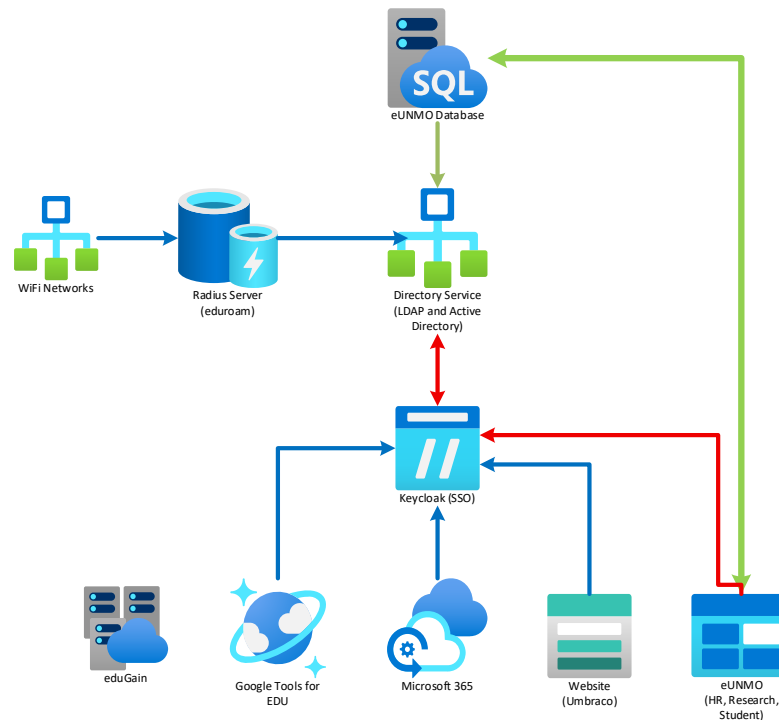 SQL
eUNMO Database
WiFi Networks
Radius Server
(eduroam)
Directory Service
(LDAP and Active
Directory)
Keycloak (SSO)
eduGain
Google Tools for
EDU
Microsoft 365
Website
(Umbraco)
eUNMO
(HR, Research,
Student)